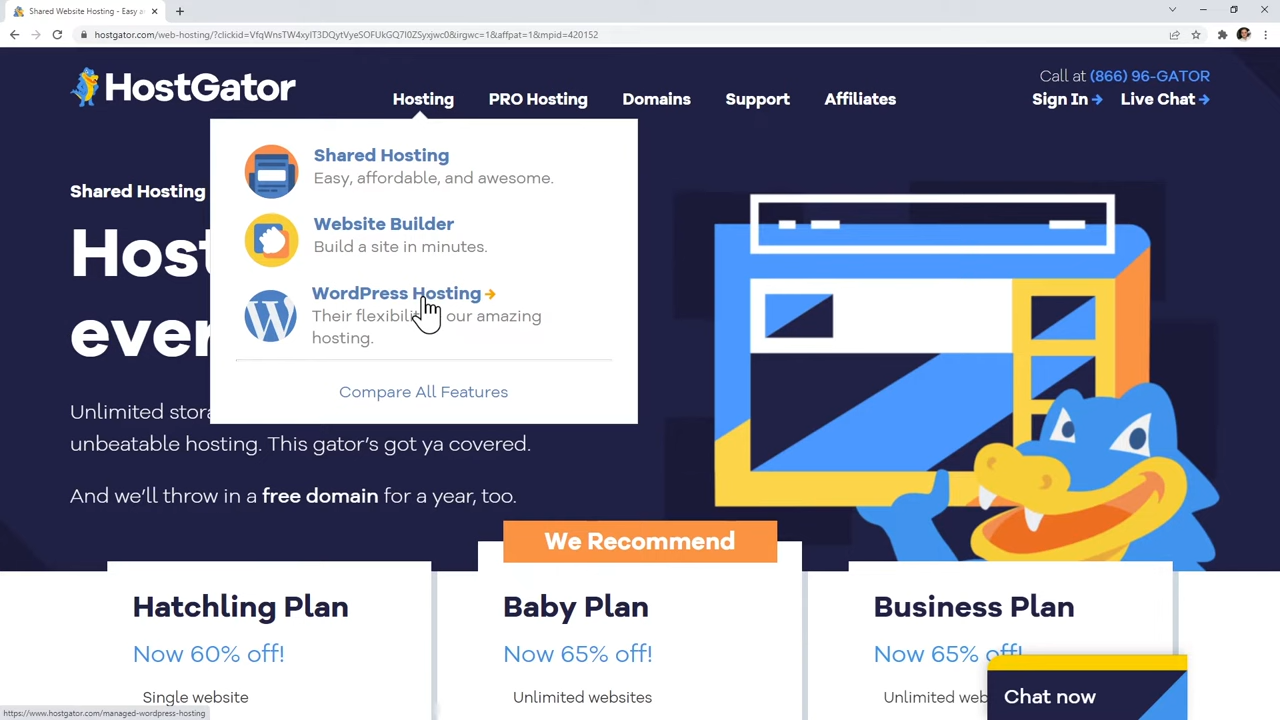 Shared Website Hosting - Easy a
hostgator.com/web-hosting/?clickid=VfqWnsTW4xyIT3DQytVyeSOFUkGQ7I0ZSyxjwc0&irgwc=1&affpat=1&mpid=420152
HostGator
Hosting PRO Hosting Domains Support Affiliates
Call at (866) 96-GATOR
Sign In Live Chat
Shared Hosting
Easy, affordable, and awesome.
Website Builder
Build a site in minutes.
WordPress Hosting
Their flexibili our amazing
hosting.
Compare All Features
Shared Hosting
Host
ever
Unlimited stora
unbeatable hosting. This gator's got ya covered.
And we'll throw in a free domain for a year, too.
We Recommend
Hatchling Plan
Now 60% off!
Single website
Baby Plan
Now 65% off!
Unlimited websites
Business Plan
Now 65% off!
Unlimited web
Chat now
https://www.hostgator.com/managed-wordpress-hosting